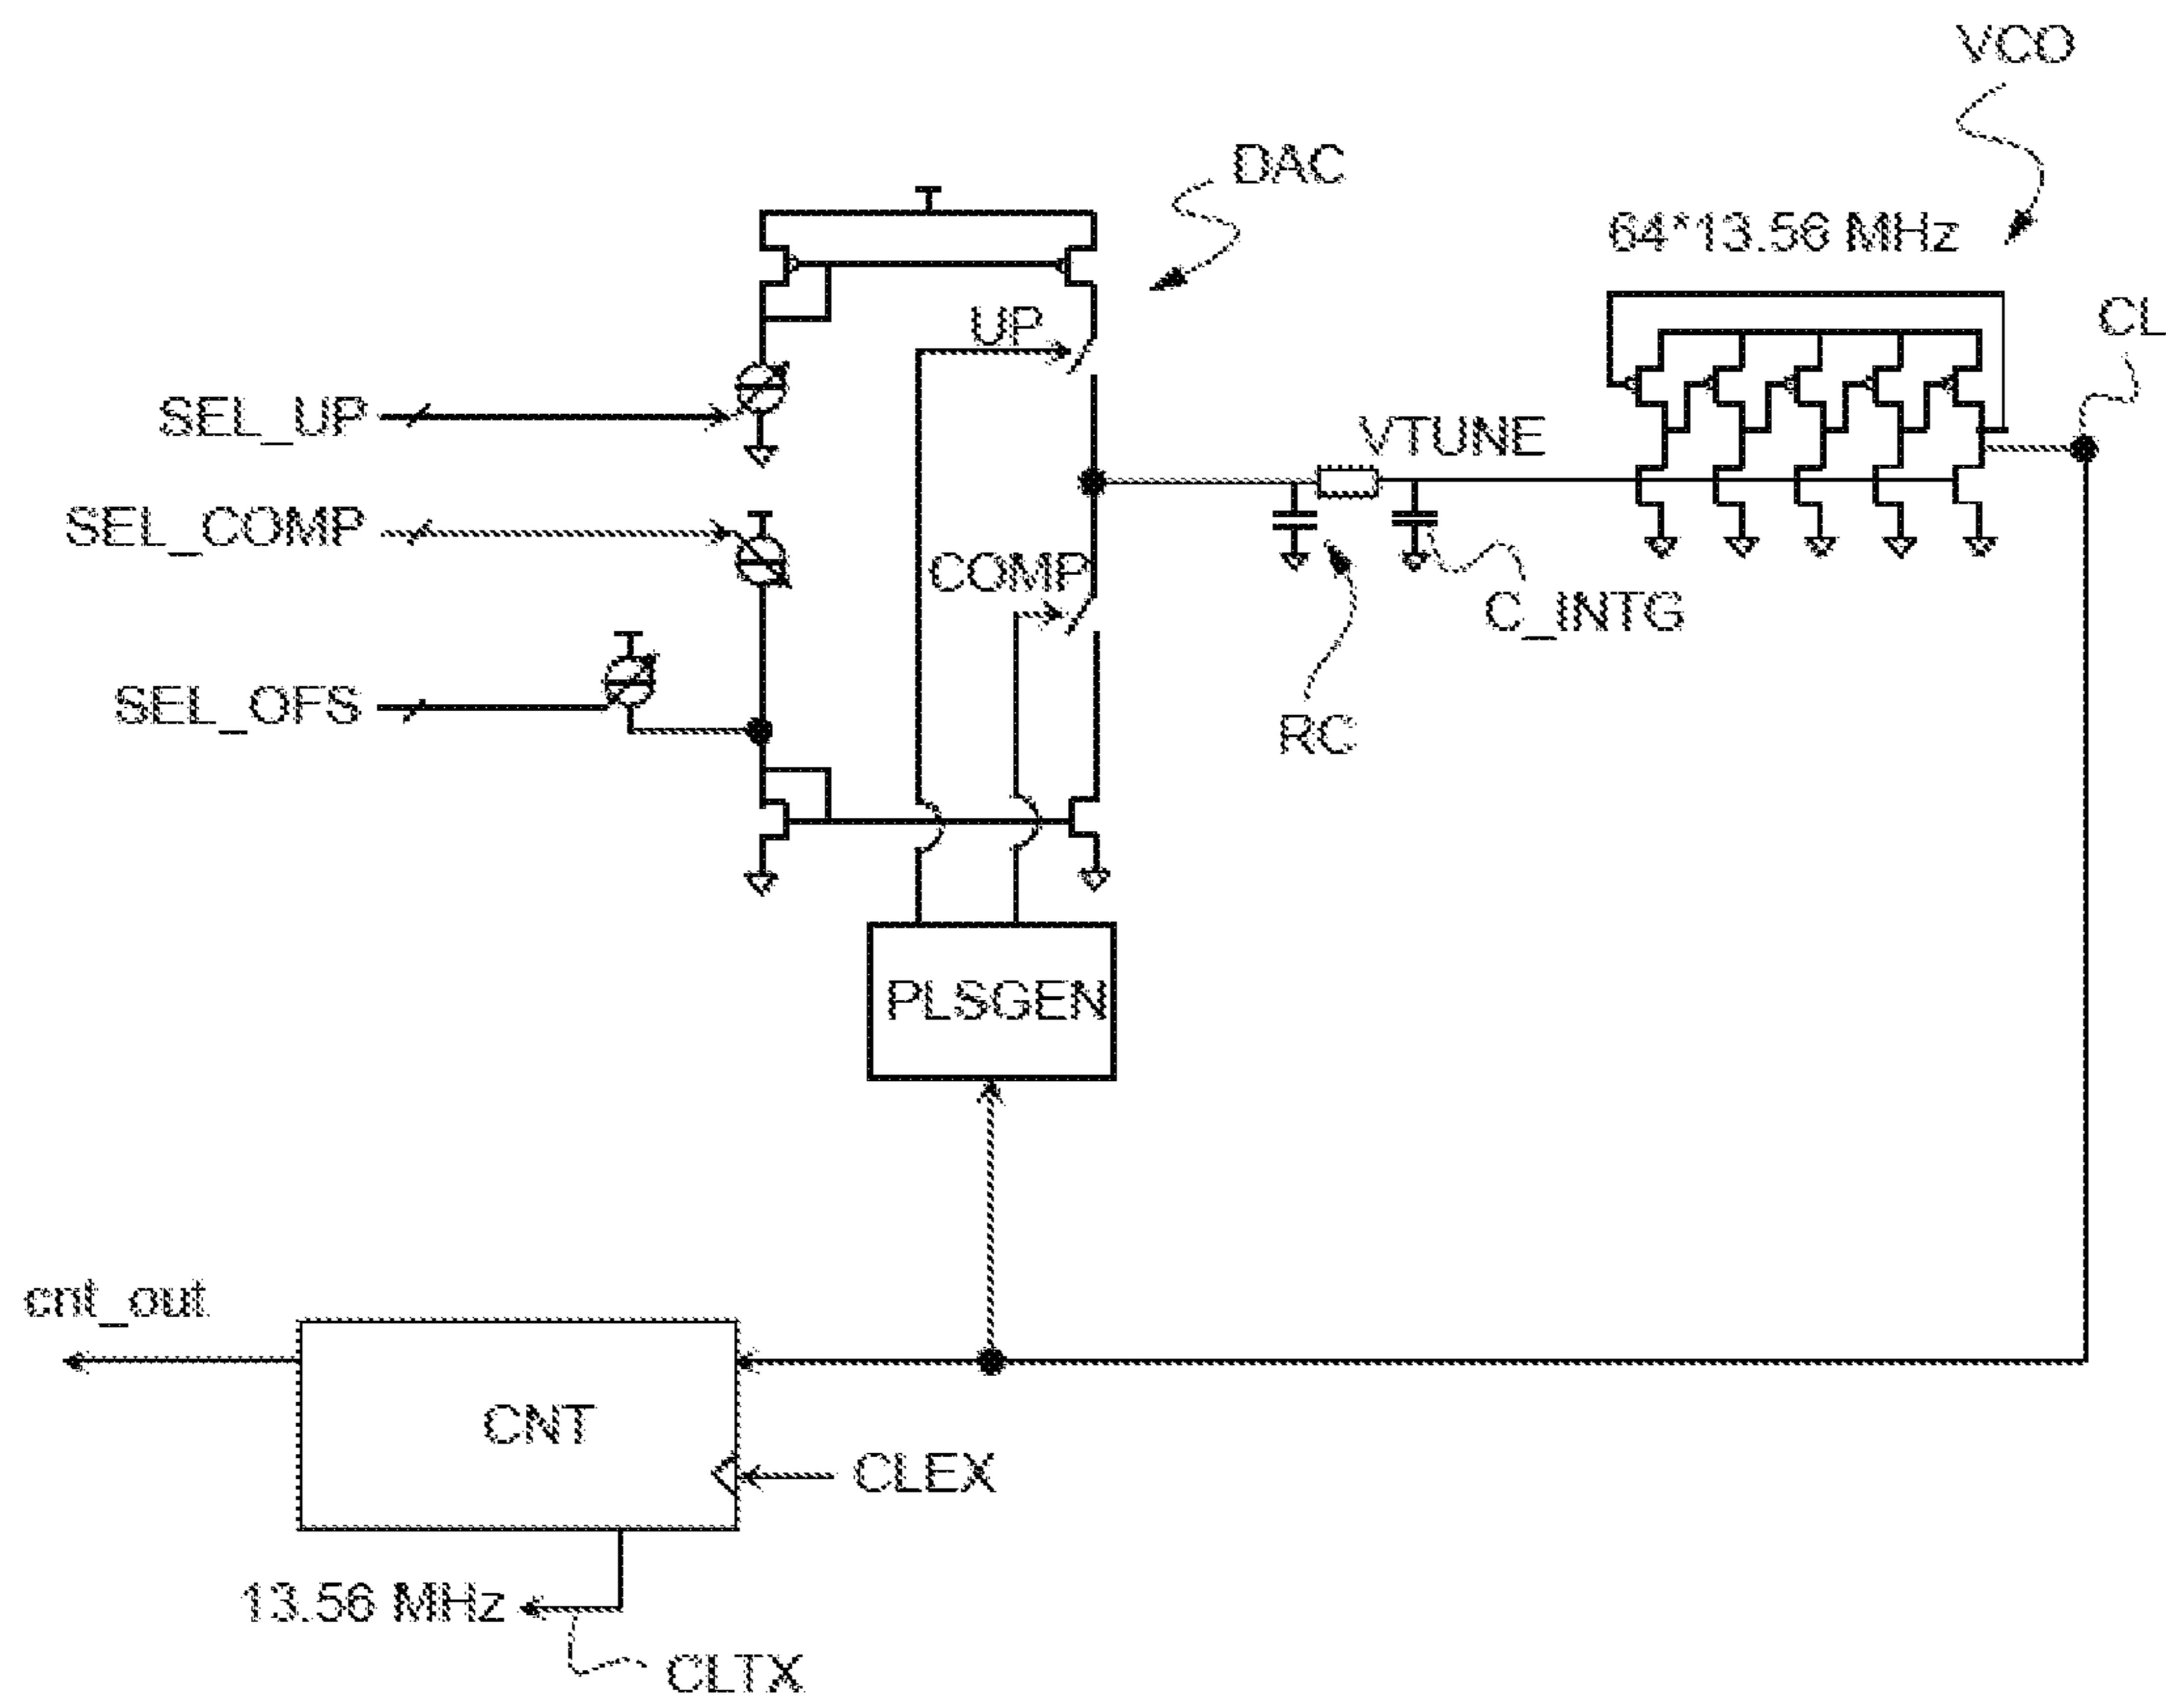 VCO
DAC
64*13.56 MHz
CL
UP
SEL_UP
VTUNE
SEL_COMP
COMP
C_INTG
SEL_OFS
RC
PLSGEN
cnt_out
CNT
CLEX
13.56 MHz
CLTX